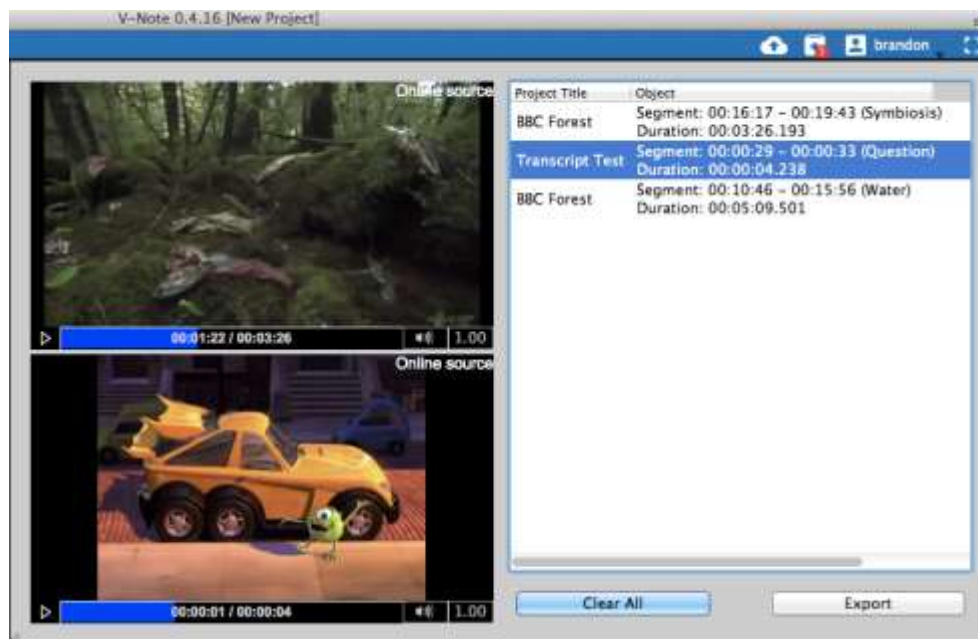 V-Note 0.4.16 [New Project]
brandon
Online source
00:01:22 / 00:03:26
1.00
Online source
00:00:01 / 00:00:04
1.00
Project Title Object
BBC Forest
Segment: 00:16:17 - 00:19:43 (Symbiosis)
Duration: 00:03:26.193
Transcript Test
Segment: 00:00:29 - 00:00:33 (Question)
Duration: 00:00:04.238
BBC Forest
Segment: 00:10:46 - 00:15:56 (Water)
Duration: 00:05:09.501
Clear All
Export